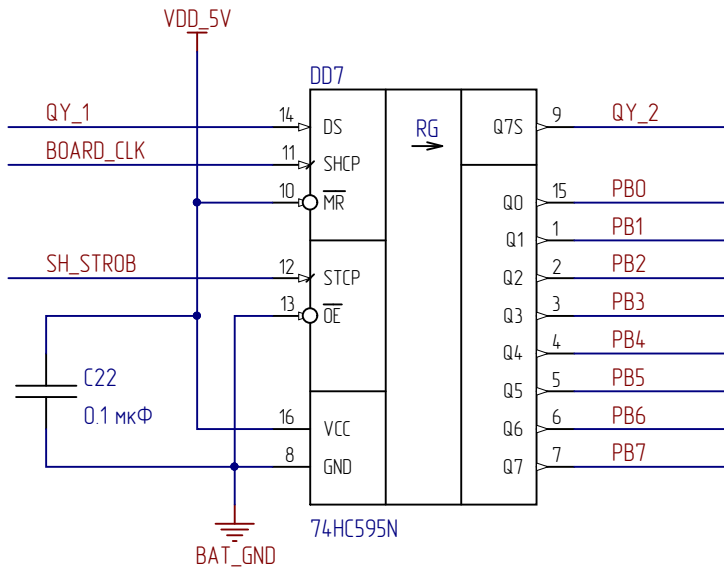 VDD_5V
DD7
QY_1 14 DS RG Q7S 9 QY_2
BOARD_CLK 11 SHCP
10 MR Q0 15 PB0
Q1 1 PB1
SH_STROB 12 STCP Q2 2 PB2
13 OE Q3 3 PB3
Q4 4 PB4
C22 Q5 5 PB5
0.1 мкФ 16 VCC Q6 6 PB6
8 GND Q7 7 PB7
74HC595N
BAT_GND